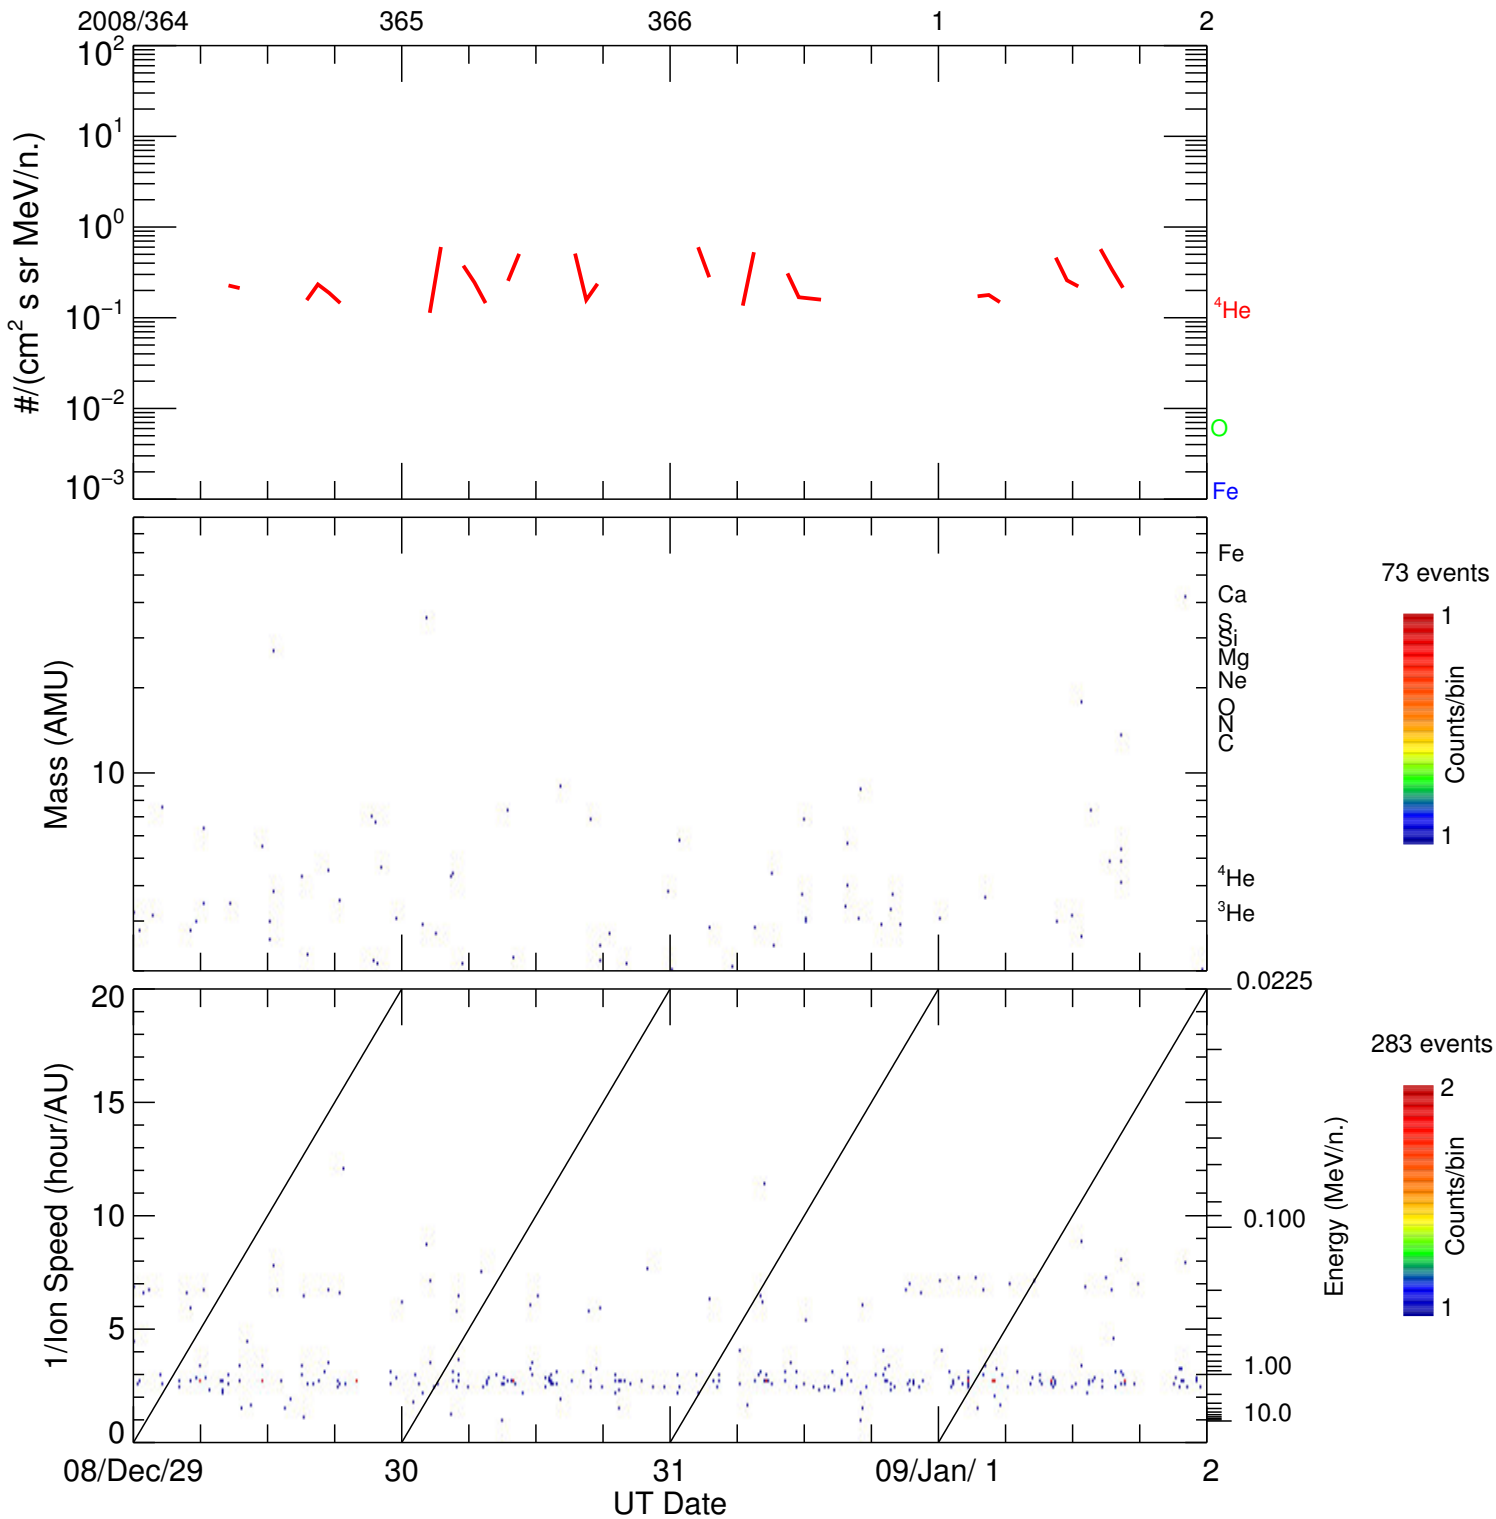 2008/364 365 366 1 2
10² 10¹ 10⁰ 10⁻¹ 10⁻² 10⁻³
#/(cm² s sr MeV/n.)
⁴He
O
Fe
Mass (AMU)
10
Fe
Ca
S
Si
Mg
Ne
O
N
C
⁴He
³He
73 events
1
Counts/bin
1
1/Ion Speed (hour/AU)
20
15
10
5
0
0.0225
0.100
1.00
10.0
Energy (MeV/n.)
283 events
2
Counts/bin
1
08/Dec/29 30 31 09/Jan/ 1 2
UT Date